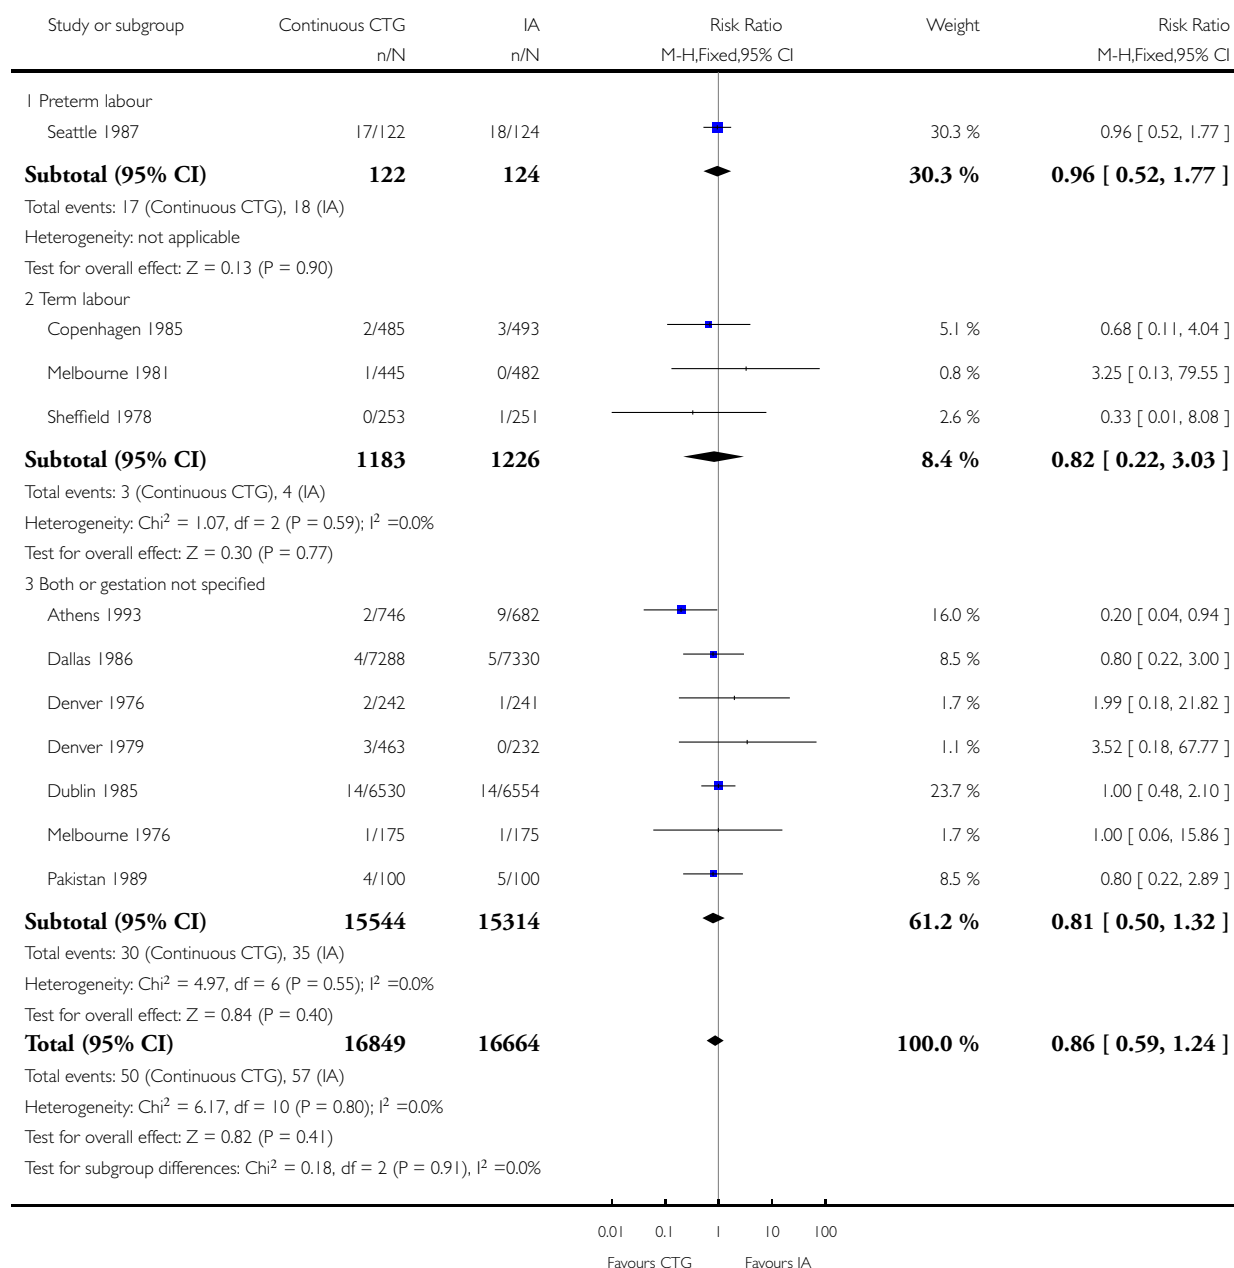 Study or subgroup Continuous CTG IA Risk Ratio Weight Risk Ratio
n/N n/N M-H,Fixed,95% CI M-H,Fixed,95% CI
1 Preterm labour
Seattle 1987 17/122 18/124 30.3 % 0.96 [ 0.52, 1.77 ]
Subtotal (95% CI) 122 124 30.3 % 0.96 [ 0.52, 1.77 ]
Total events: 17 (Continuous CTG), 18 (IA)
Heterogeneity: not applicable
Test for overall effect: Z = 0.13 (P = 0.90)
2 Term labour
Copenhagen 1985 2/485 3/493 5.1 % 0.68 [ 0.11, 4.04 ]
Melbourne 1981 1/445 0/482 0.8 % 3.25 [ 0.13, 79.55 ]
Sheffield 1978 0/253 1/251 2.6 % 0.33 [ 0.01, 8.08 ]
Subtotal (95% CI) 1183 1226 8.4 % 0.82 [ 0.22, 3.03 ]
Total events: 3 (Continuous CTG), 4 (IA)
Heterogeneity: Chi² = 1.07, df = 2 (P = 0.59); I² =0.0%
Test for overall effect: Z = 0.30 (P = 0.77)
3 Both or gestation not specified
Athens 1993 2/746 9/682 16.0 % 0.20 [ 0.04, 0.94 ]
Dallas 1986 4/7288 5/7330 8.5 % 0.80 [ 0.22, 3.00 ]
Denver 1976 2/242 1/241 1.7 % 1.99 [ 0.18, 21.82 ]
Denver 1979 3/463 0/232 1.1 % 3.52 [ 0.18, 67.77 ]
Dublin 1985 14/6530 14/6554 23.7 % 1.00 [ 0.48, 2.10 ]
Melbourne 1976 1/175 1/175 1.7 % 1.00 [ 0.06, 15.86 ]
Pakistan 1989 4/100 5/100 8.5 % 0.80 [ 0.22, 2.89 ]
Subtotal (95% CI) 15544 15314 61.2 % 0.81 [ 0.50, 1.32 ]
Total events: 30 (Continuous CTG), 35 (IA)
Heterogeneity: Chi² = 4.97, df = 6 (P = 0.55); I² =0.0%
Test for overall effect: Z = 0.84 (P = 0.40)
Total (95% CI) 16849 16664 100.0 % 0.86 [ 0.59, 1.24 ]
Total events: 50 (Continuous CTG), 57 (IA)
Heterogeneity: Chi² = 6.17, df = 10 (P = 0.80); I² =0.0%
Test for overall effect: Z = 0.82 (P = 0.41)
Test for subgroup differences: Chi² = 0.18, df = 2 (P = 0.91), I² =0.0%
0.01 0.1 1 10 100
Favours CTG Favours IA